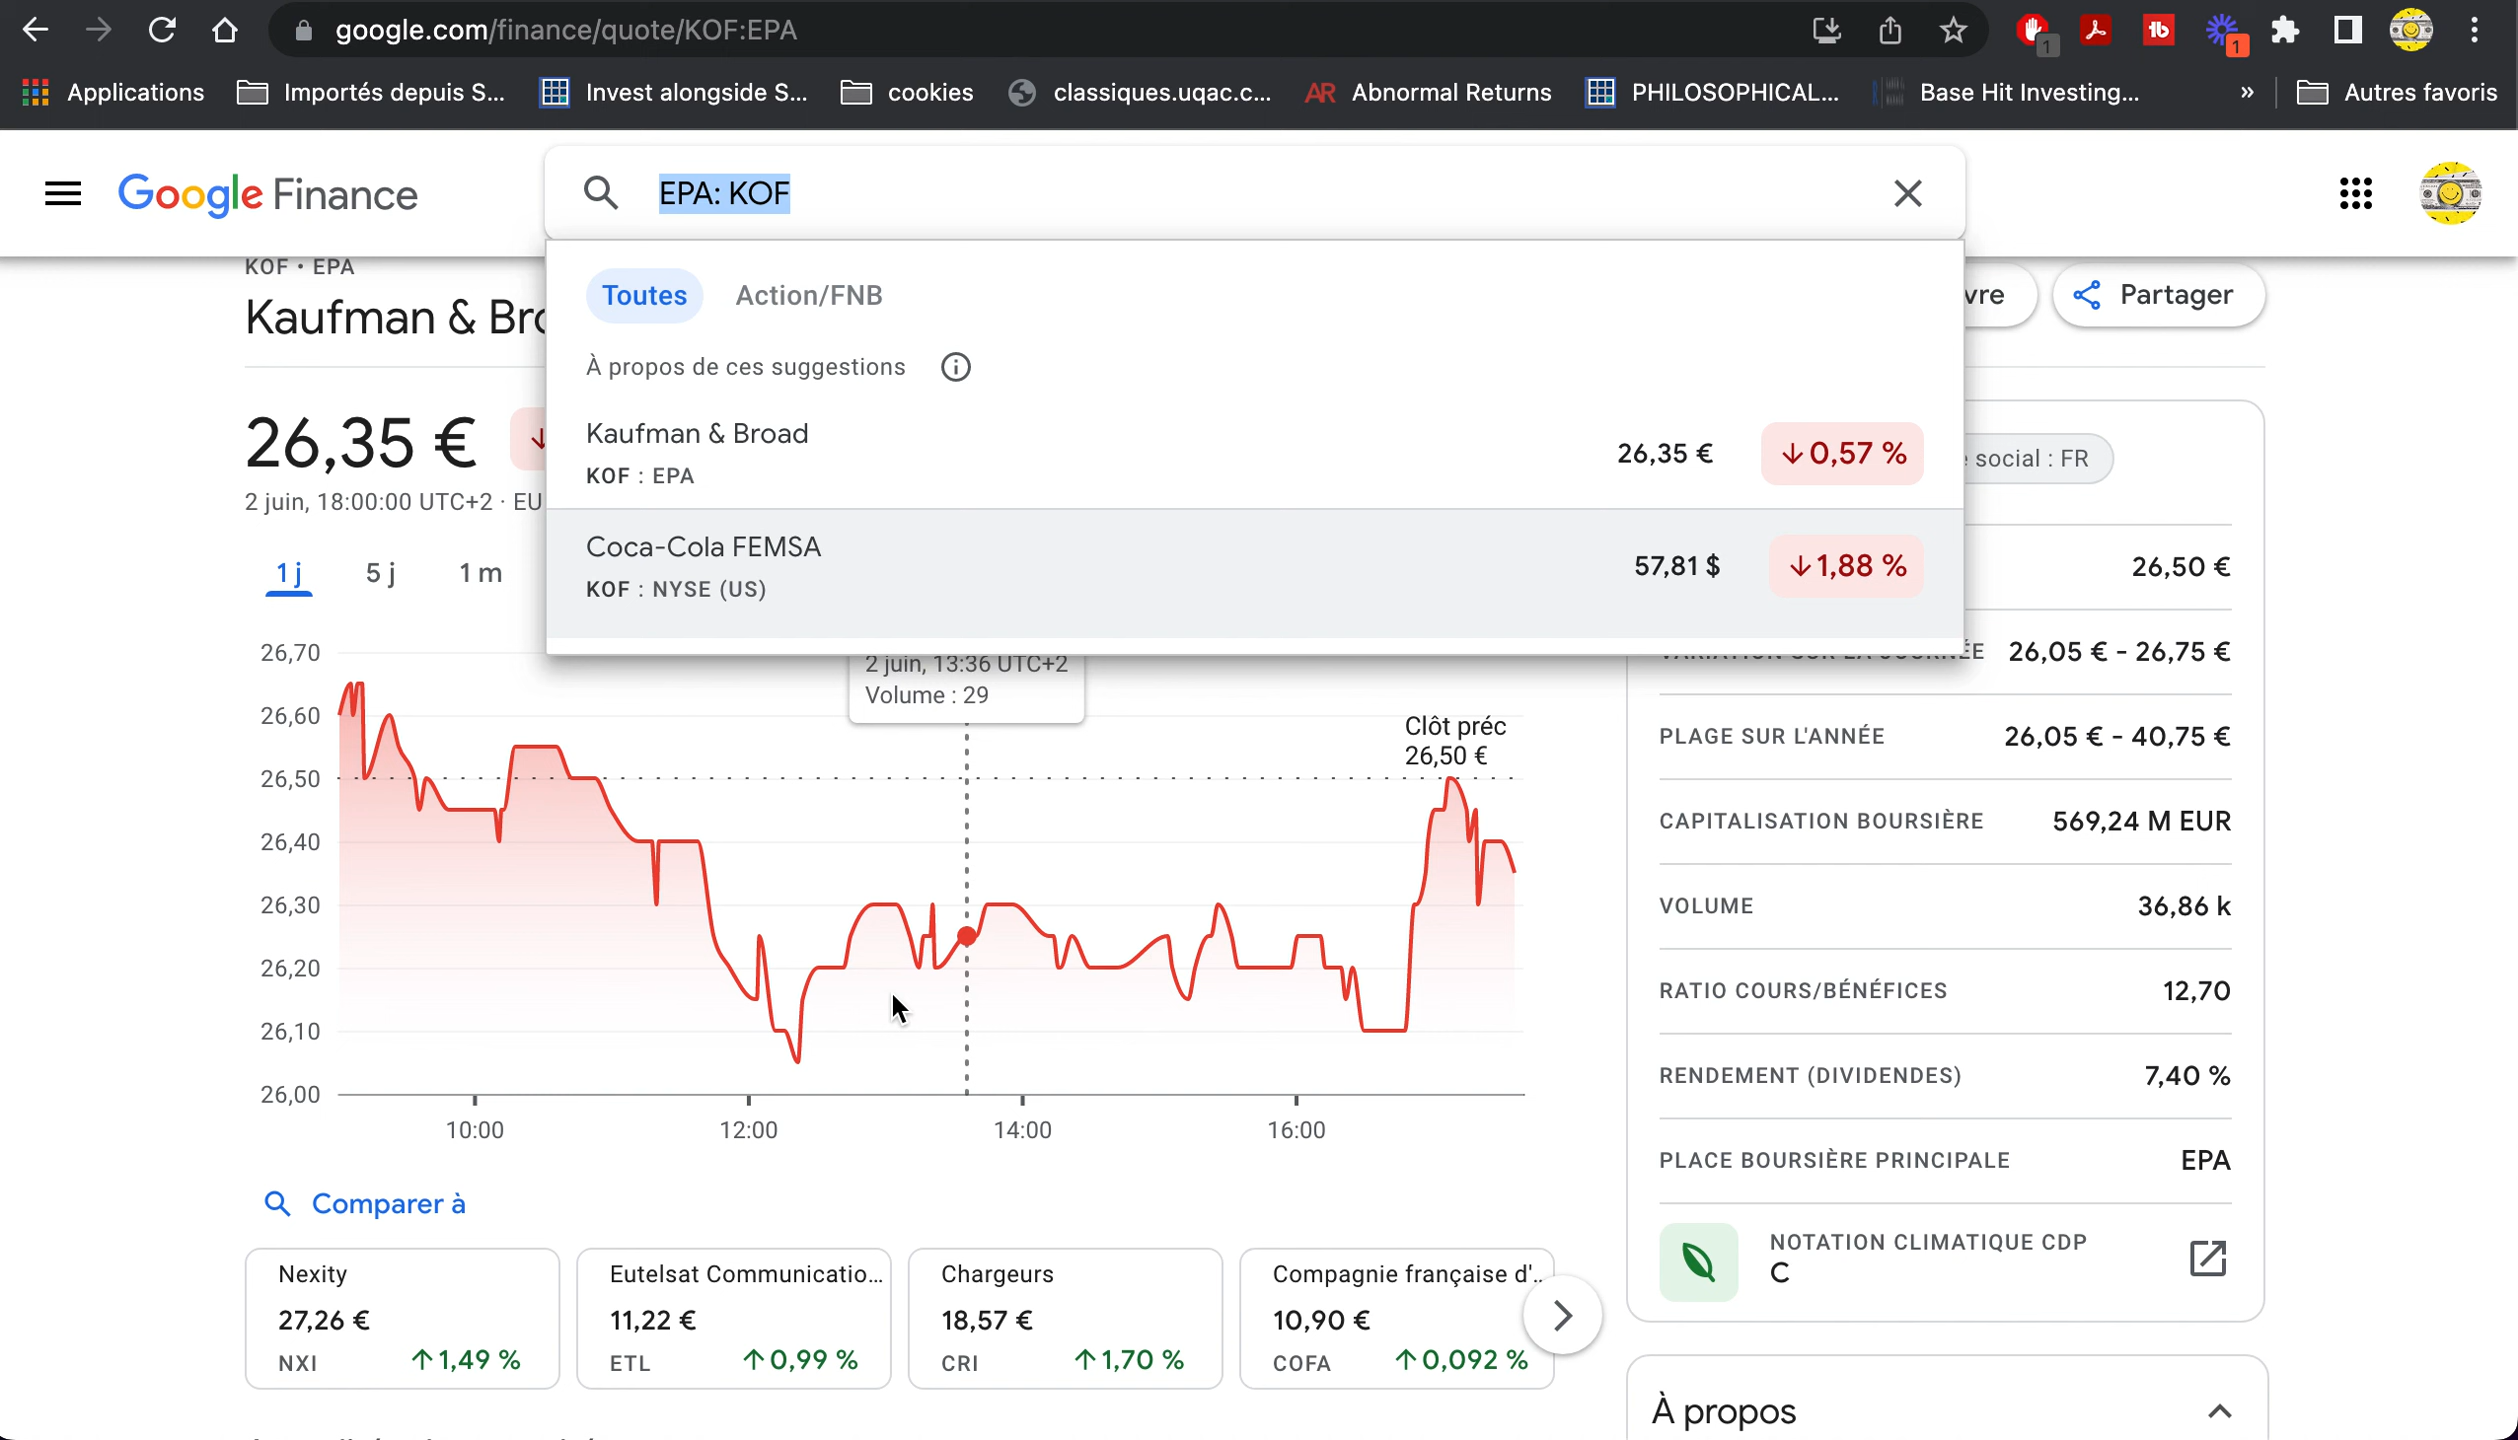 google.com/finance/quote/KOF:EPA
1
1
Applications
Importés depuis S...
Invest alongside S...
cookies
classiques.uqac.c...
AR Abnormal Returns
PHILOSOPHICAL...
Base Hit Investing...
»
Autres favoris
Google Finance
EPA: KOF
KOF • EPA
Kaufman & Bro
Toutes
Action/FNB
vre
Partager
À propos de ces suggestions
Kaufman & Broad
KOF : EPA
26,35 €
↓0,57 %
Coca-Cola FEMSA
KOF : NYSE (US)
57,81 $
↓1,88 %
26,35 €
2 juin, 18:00:00 UTC+2 · EU
1 j
5 j
1 m
26,70
26,60
26,50
26,40
26,30
26,20
26,10
26,00
2 juin, 13:36 UTC+2
Volume : 29
Clôt préc
26,50 €
10:00
12:00
14:00
16:00
social : FR
26,50 €
VARIATION SUR LA JOURNÉE
26,05 € - 26,75 €
PLAGE SUR L'ANNÉE
26,05 € - 40,75 €
CAPITALISATION BOURSIÈRE
569,24 M EUR
VOLUME
36,86 k
RATIO COURS/BÉNÉFICES
12,70
RENDEMENT (DIVIDENDES)
7,40 %
PLACE BOURSIÈRE PRINCIPALE
EPA
NOTATION CLIMATIQUE CDP
C
Comparer à
Nexity
27,26 €
NXI
↑1,49 %
Eutelsat Communicatio...
11,22 €
ETL
↑0,99 %
Chargeurs
18,57 €
CRI
↑1,70 %
Compagnie française d'..
10,90 €
COFA
↑0,092 %
À propos